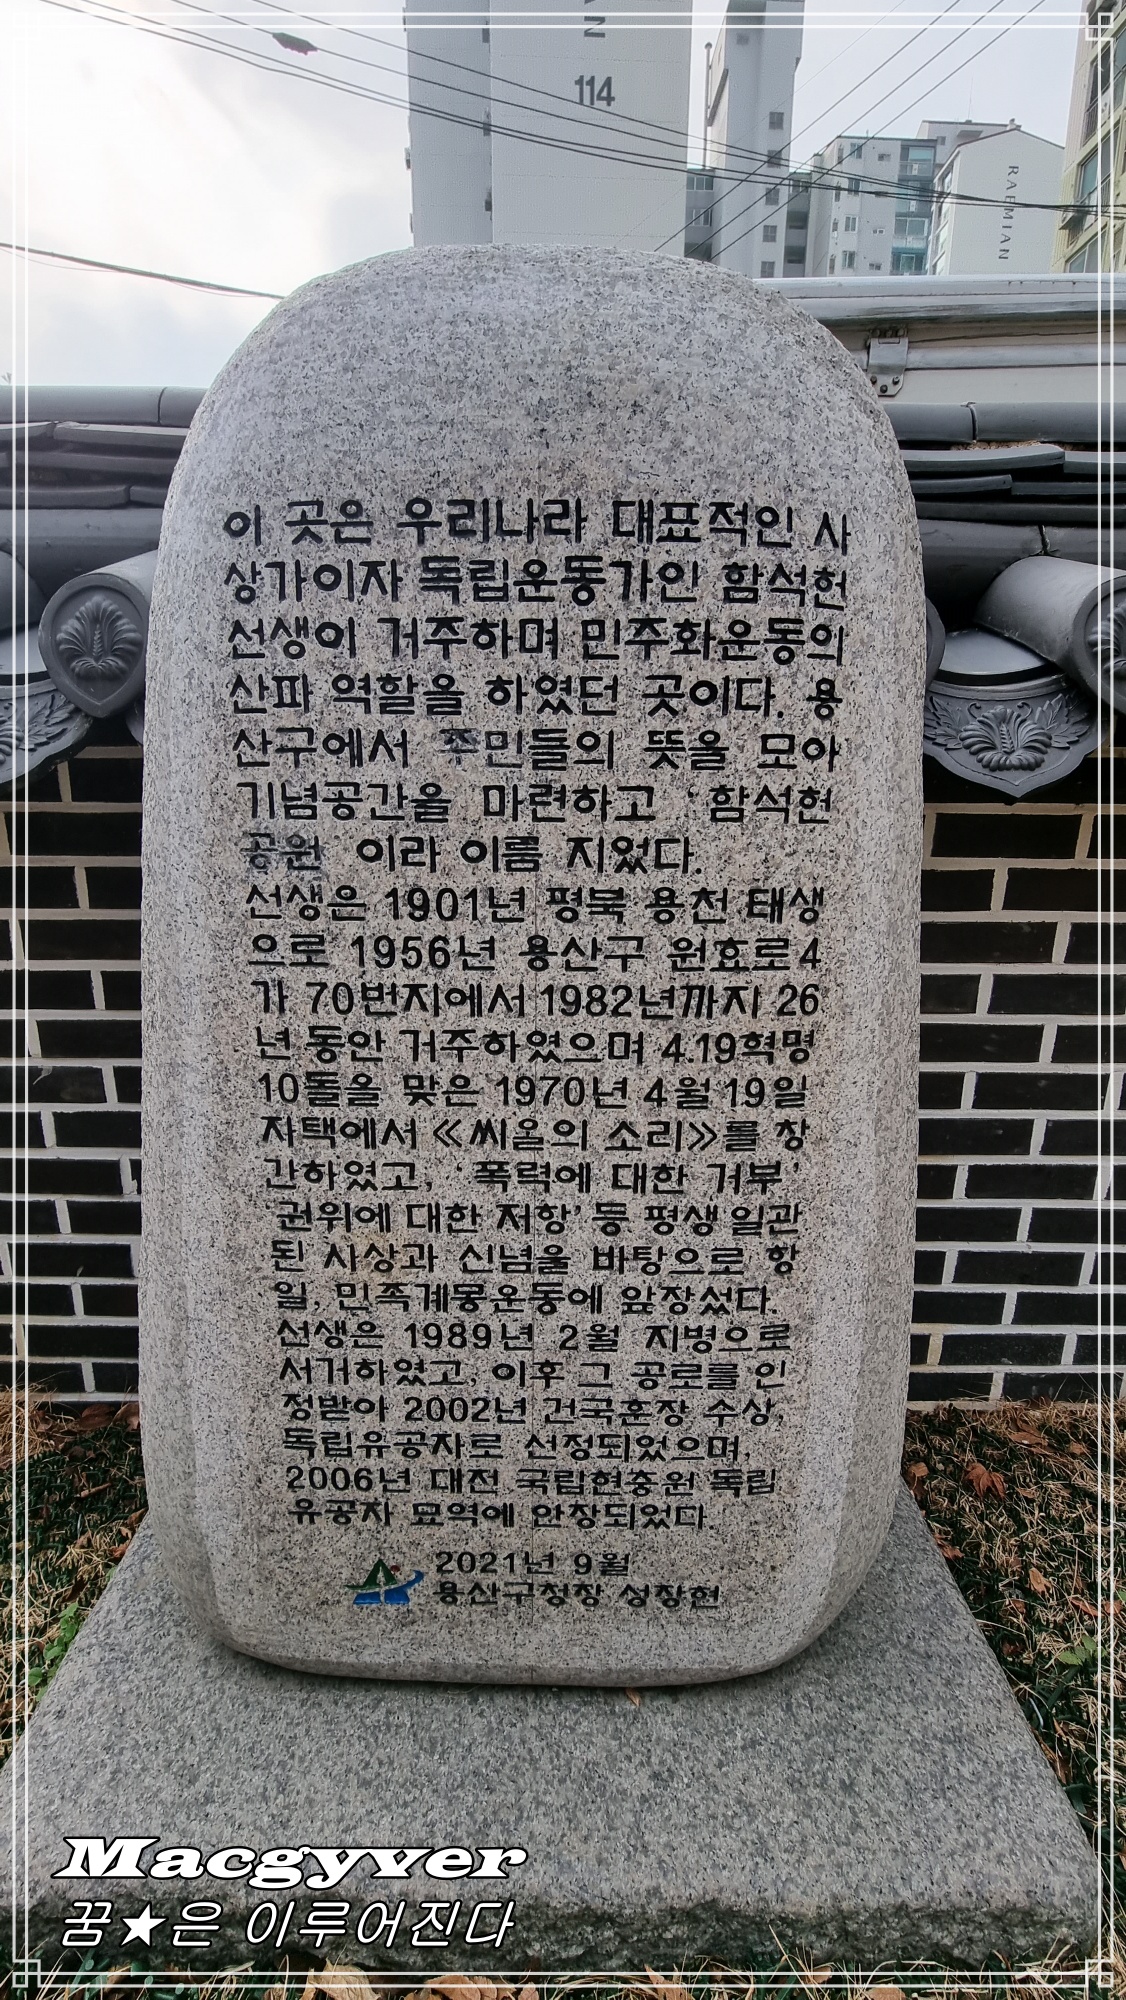 114
RAEMIAN
이 곳은 우리나라 대표적인 사
상가이자 독립운동가인 함석헌
선생이 거주하며 민주화운동의
산파 역할을 하였던 곳이다. 용
산구에서 주민들의 뜻을 모아
기념공간을 마련하고 ‘함석헌
공원’이라 이름 지었다.
선생은 1901년 평북 용천 태생
으로 1956년 용산구 원효로4
가 70번지에서 1982년까지 26
년 동안 거주하였으며 4.19혁명
10돌을 맞은 1970년 4월 19일
자택에서 ≪씨올의 소리≫를 창
간하였고, ‘폭력에 대한 거부’
‘권위에 대한 저항’ 등 평생 일관
된 사상과 신념을 바탕으로 항
일, 민족계몽운동에 앞장섰다.
선생은 1989년 2월 지병으로
서거하였고, 이후 그 공로를 인
정받아 2002년 건국훈장 수상,
독립유공자로 선정되었으며,
2006년 대전 국립현충원 독립
유공자 묘역에 안장되었다.
2021년 9월
용산구청장 성장현
Macgyver
꿈★은 이루어진다